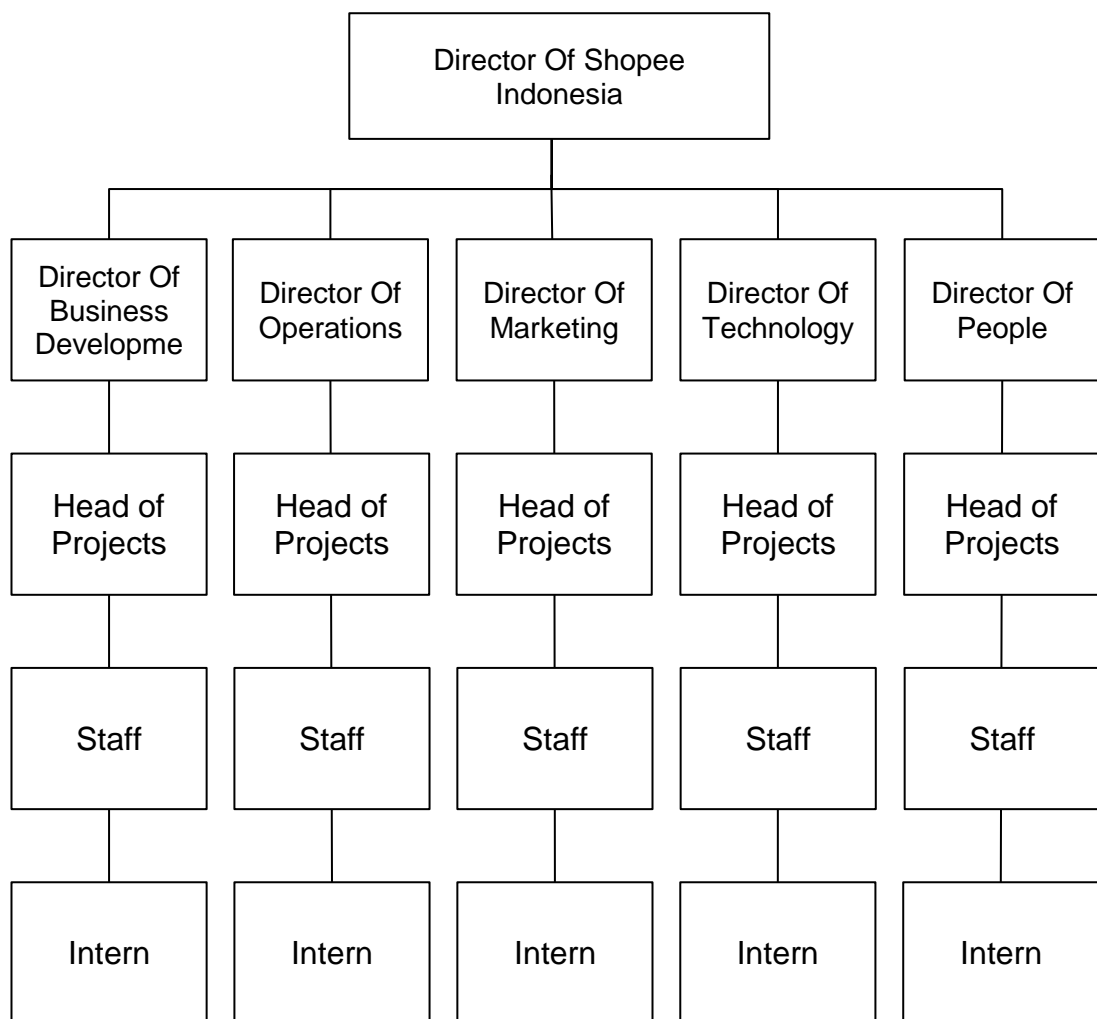 Director Of Shopee
Indonesia
Director Of
Business
Developme
Director Of
Operations
Director Of
Marketing
Director Of
Technology
Director Of
People
Head of
Projects
Head of
Projects
Head of
Projects
Head of
Projects
Head of
Projects
Staff
Staff
Staff
Staff
Staff
Intern
Intern
Intern
Intern
Intern